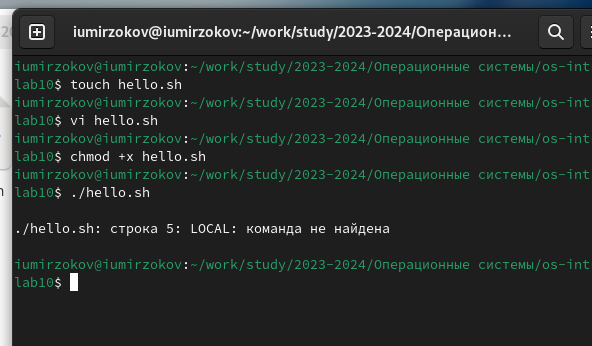 iumirzokov@iumirzokov:~/work/study/2023-2024/Операцион...
iumirzokov@iumirzokov:~/work/study/2023-2024/Операционные системы/os-int
lab10$ touch hello.sh
iumirzokov@iumirzokov:~/work/study/2023-2024/Операционные системы/os-int
lab10$ vi hello.sh
iumirzokov@iumirzokov:~/work/study/2023-2024/Операционные системы/os-int
lab10$ chmod +x hello.sh
iumirzokov@iumirzokov:~/work/study/2023-2024/Операционные системы/os-int
lab10$ ./hello.sh
./hello.sh: строка 5: LOCAL: команда не найдена
iumirzokov@iumirzokov:~/work/study/2023-2024/Операционные системы/os-int
lab10$